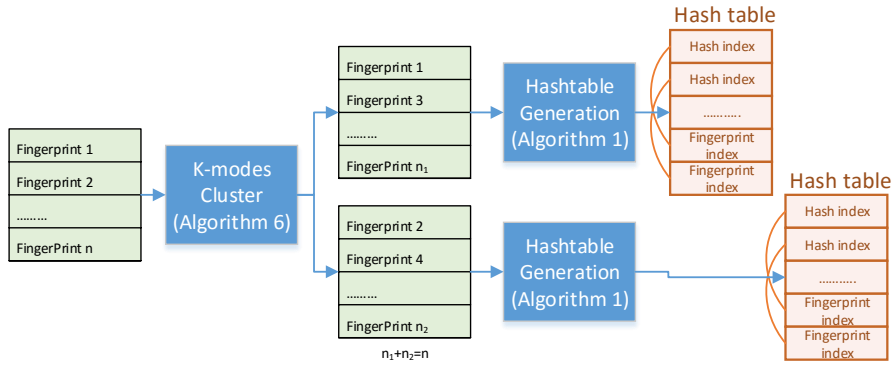 Fingerprint 1
Fingerprint 2
.........
FingerPrint n
K-modes
Cluster
(Algorithm 6)
Fingerprint 1
Fingerprint 3
.........
FingerPrint n₁
Hashtable
Generation
(Algorithm 1)
Hash table
Hash index
Hash index
...........
Fingerprint
index
Fingerprint
index
Fingerprint 2
Fingerprint 4
.........
FingerPrint n₂
n₁+n₂=n
Hashtable
Generation
(Algorithm 1)
Hash table
Hash index
Hash index
...........
Fingerprint
index
Fingerprint
index